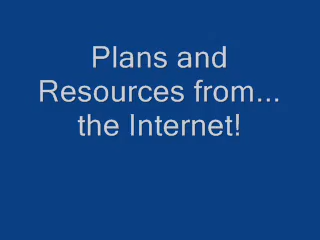 Plans and
Resources from...
the Internet!